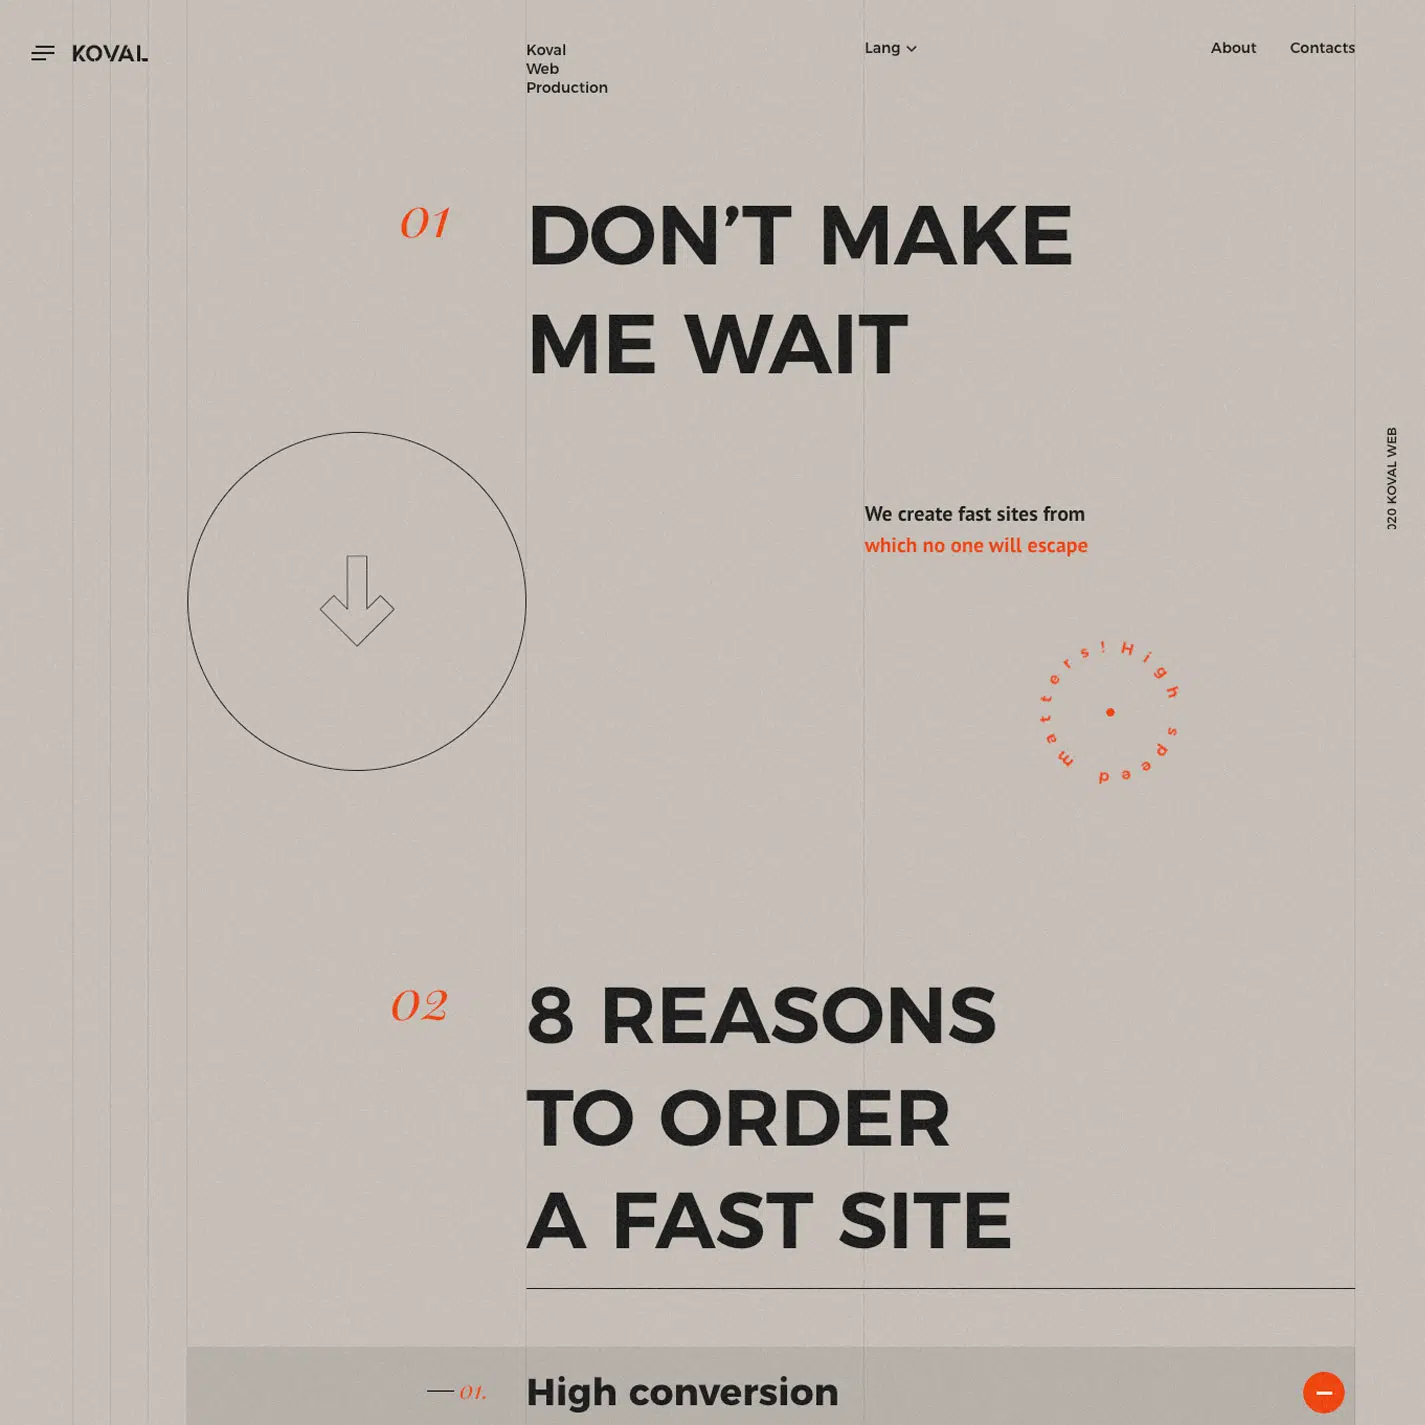 KOVAL
Koval
Web
Production
Lang
About
Contacts
01
DON’T MAKE
ME WAIT
020 KOVAL WEB
We create fast sites from
which no one will escape
High speed matters!
02
8 REASONS
TO ORDER
A FAST SITE
01.
High conversion